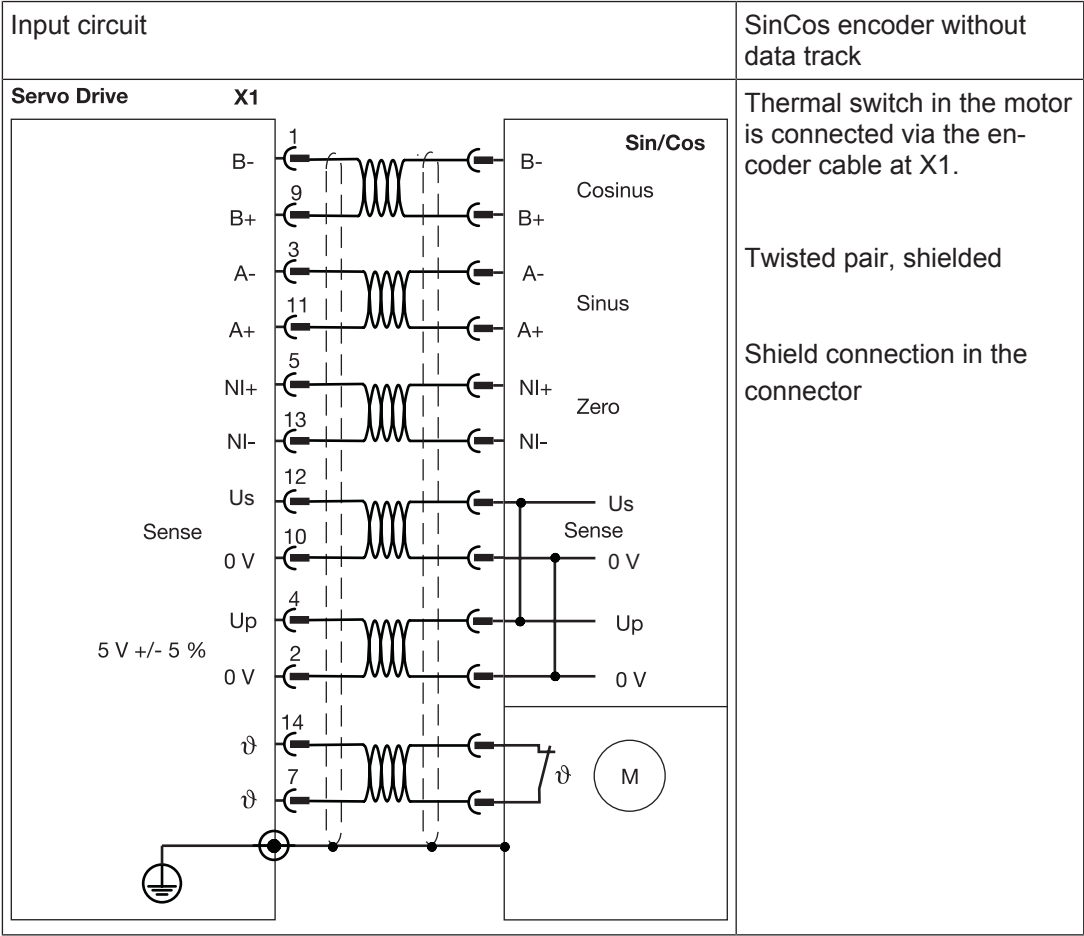 Input circuit
SinCos encoder without
data track
Servo Drive X1
Sin/Cos
1
B- B-
Cosinus
9
B+ B+
3
A- A-
Sinus
11
A+ A+
5
NI+ NI+
Zero
13
NI- NI-
12
Us Us
Sense Sense
10
0 V 0 V
4
Up Up
5 V +/- 5 %
2
0 V 0 V
14
ϑ
ϑ M
7
ϑ
Thermal switch in the motor
is connected via the en-
coder cable at X1.
Twisted pair, shielded
Shield connection in the
connector